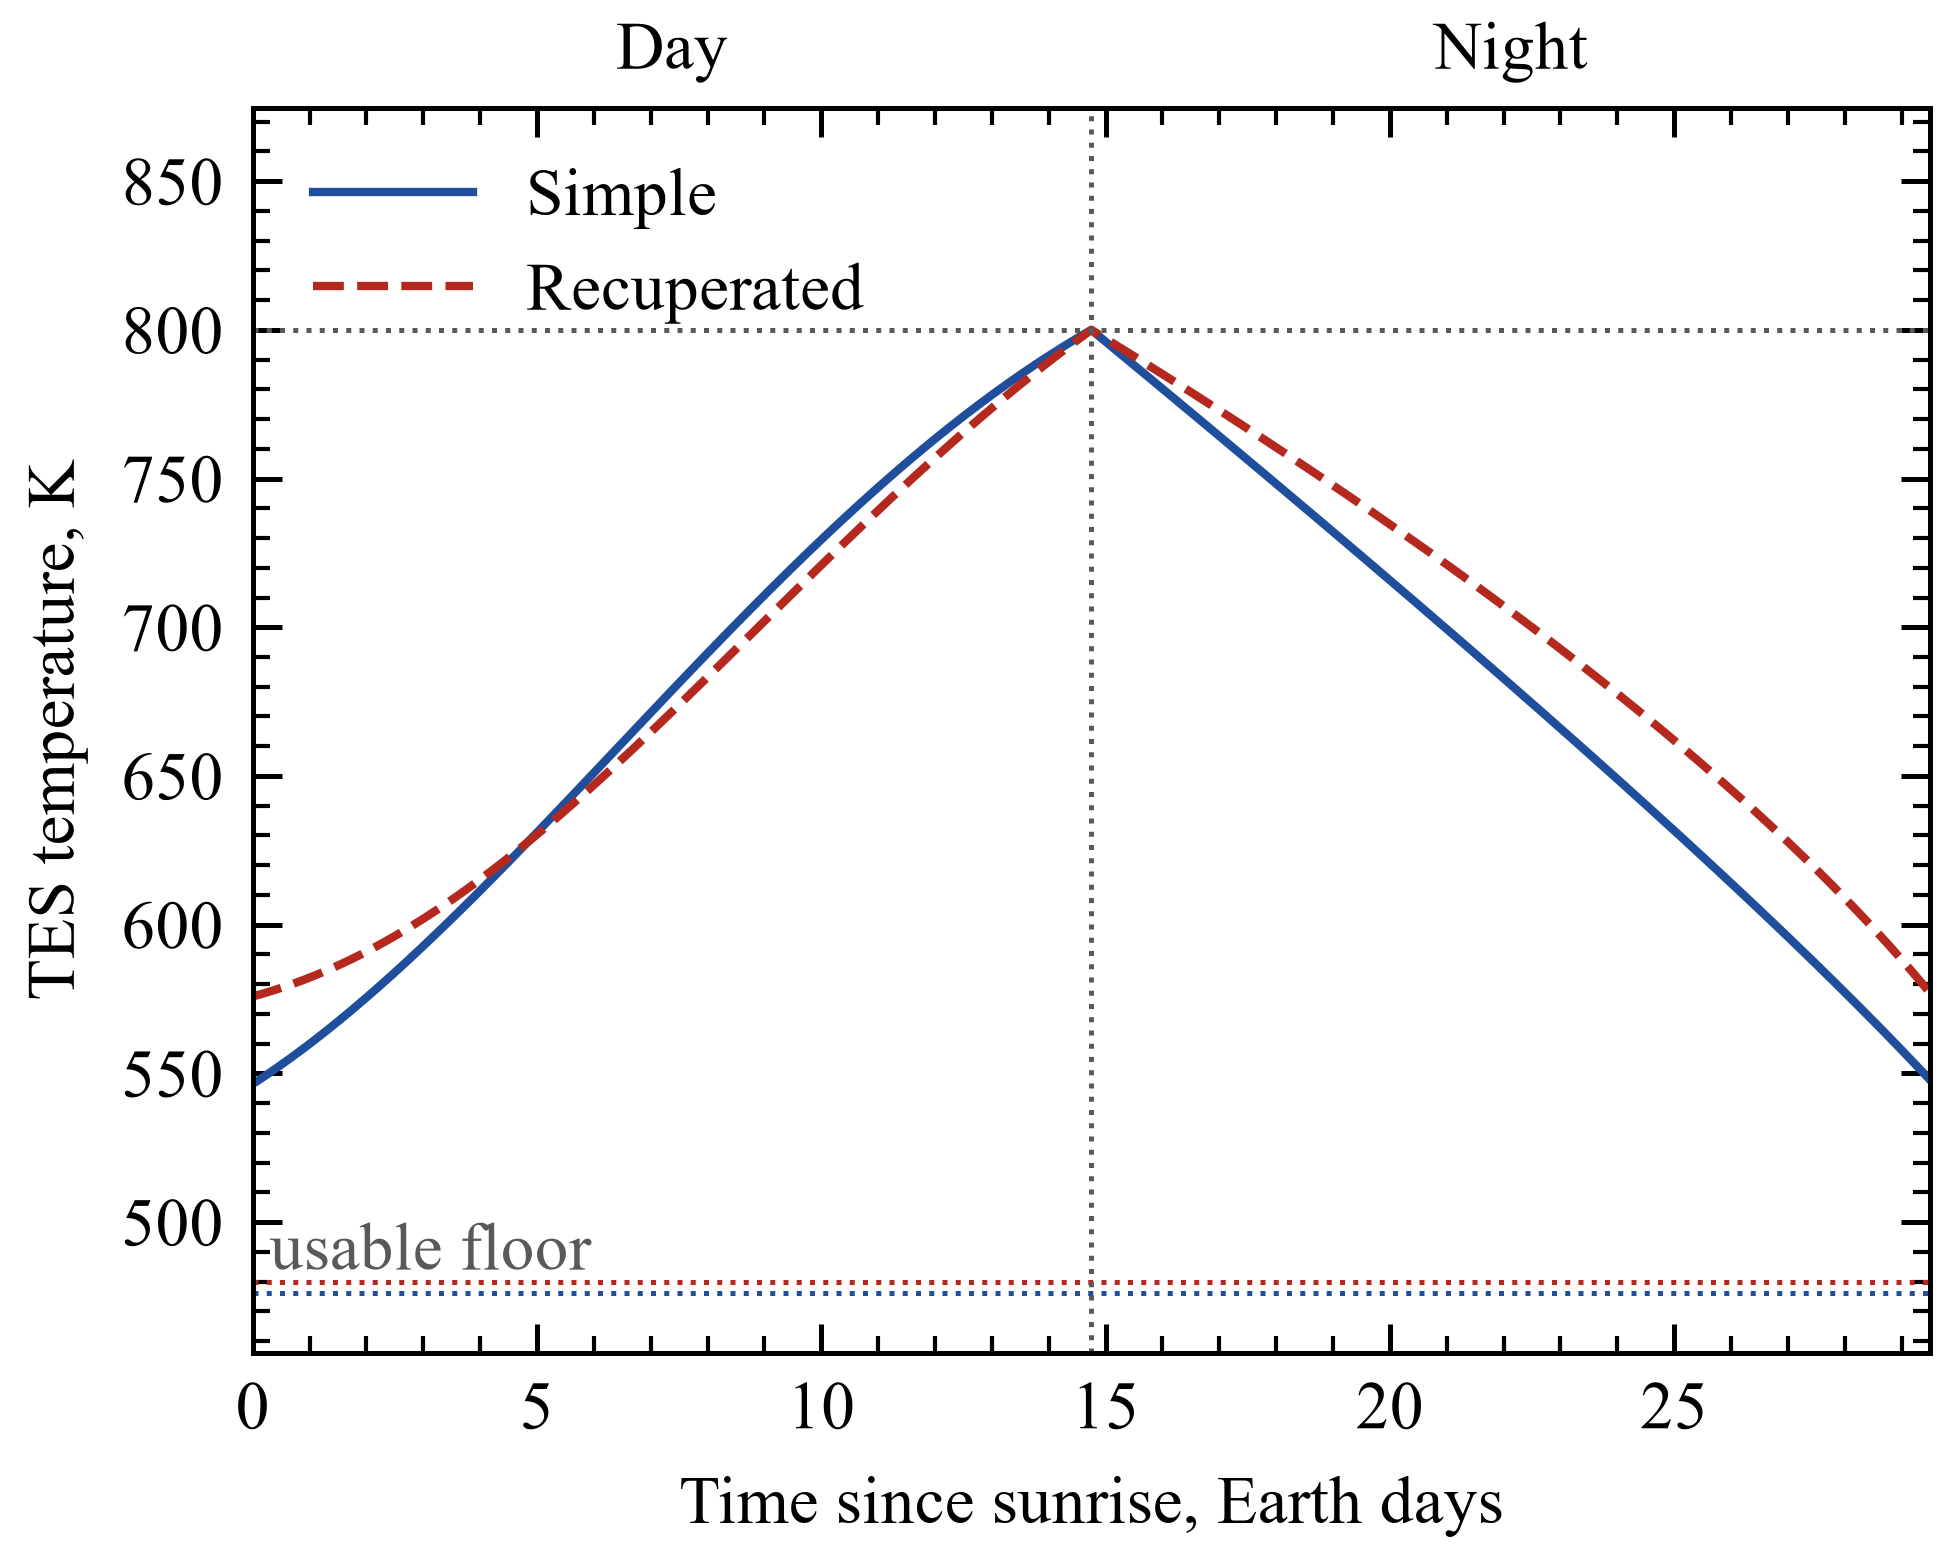 Day
Night
Simple
Recuperated
850
800
750
700
650
600
550
500
TES temperature, K
usable floor
0 5 10 15 20 25
Time since sunrise, Earth days